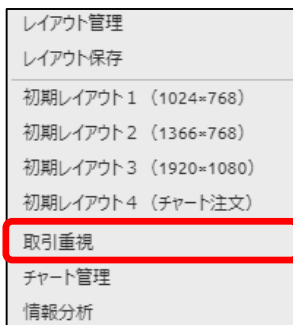 レイアウト管理
レイアウト保存
初期レイアウト１（1024×768）
初期レイアウト２（1366×768）
初期レイアウト３（1920×1080）
初期レイアウト４（チャート注文）
取引重視
チャート管理
情報分析